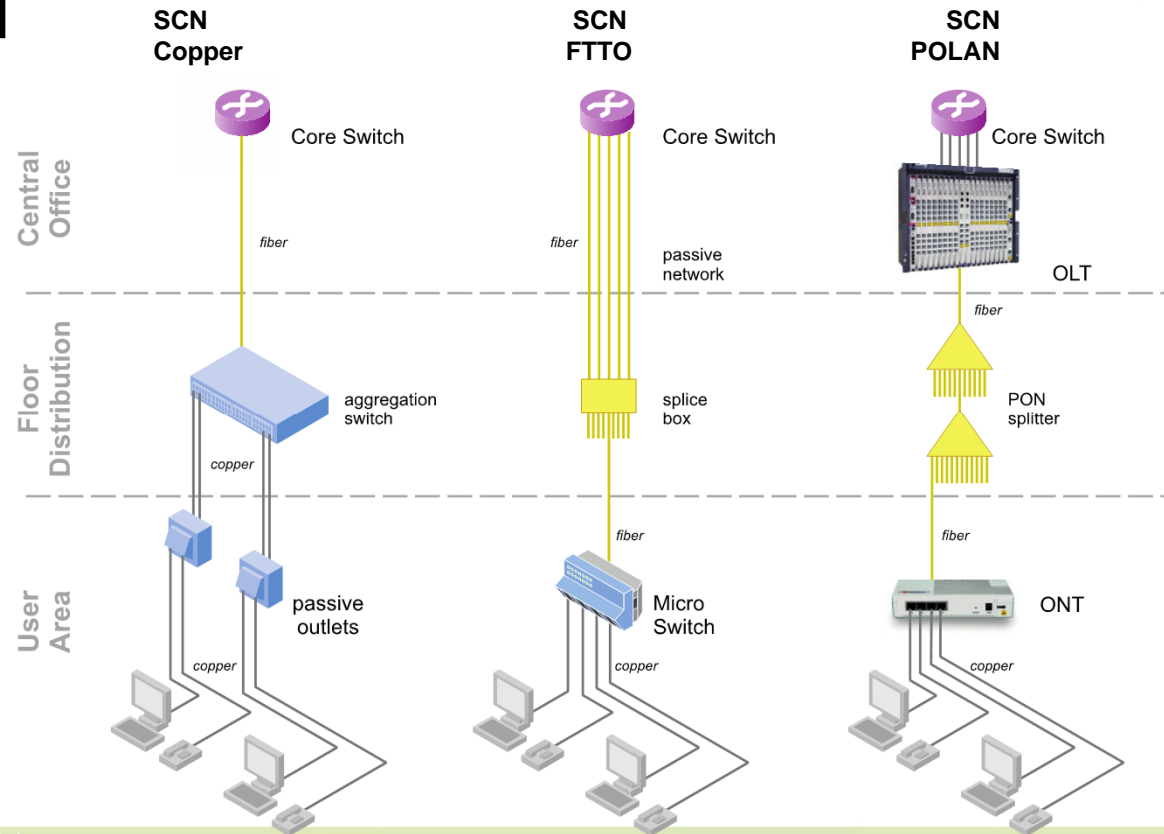 SCN
Copper
SCN
FTTO
SCN
POLAN
Central
Office
Core Switch
fiber
Core Switch
fiber
passive
network
Core Switch
OLT
Floor
Distribution
aggregation
switch
copper
splice
box
fiber
PON
splitter
User
Area
passive
outlets
copper
fiber
Micro
Switch
copper
fiber
ONT
copper